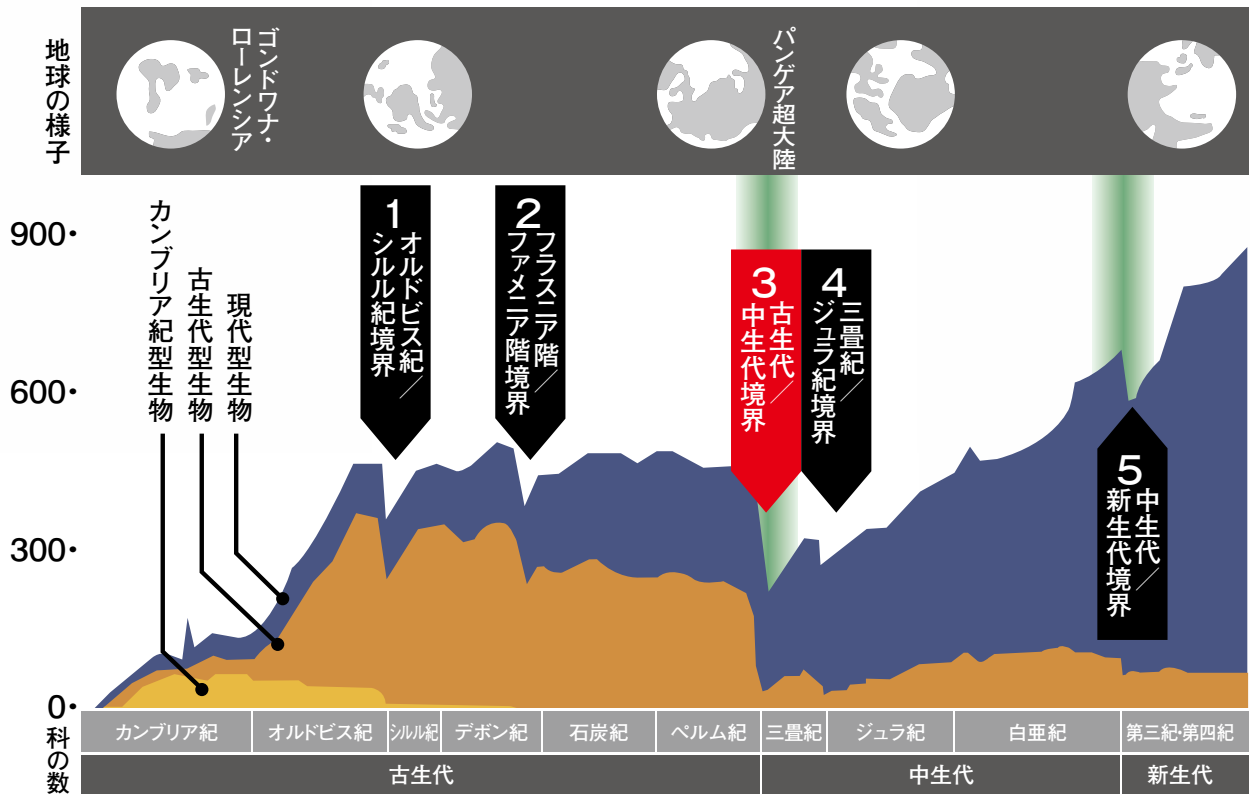 地球の様子
ゴンドワナ・
ローレンシア
パンゲア超大陸
900
600
300
0
科の数
カンブリア紀型生物
古生代型生物
現代型生物
1
オルドビス紀／
シルル紀境界
2
フラスニア階／
ファメニア階境界
3
古生代／
中生代境界
4
三畳紀／
ジュラ紀境界
5
中生代／
新生代境界
カンブリア紀
オルドビス紀
シルル紀
デボン紀
石炭紀
ペルム紀
三畳紀
ジュラ紀
白亜紀
第三紀・第四紀
古生代
中生代
新生代